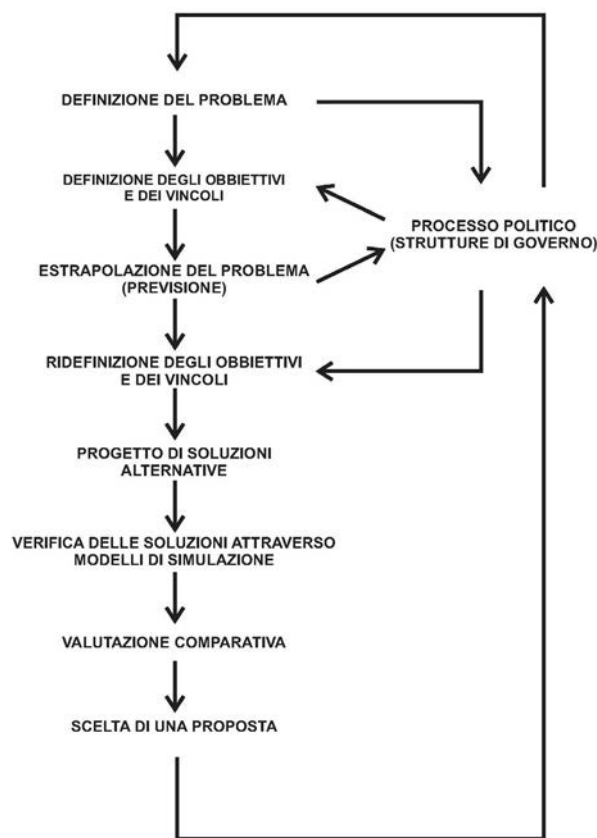 DEFINIZIONE DEL PROBLEMA
DEFINIZIONE DEGLI OBBIETTIVI
E DEI VINCOLI
PROCESSO POLITICO
(STRUTTURE DI GOVERNO)
ESTRAPOLAZIONE DEL PROBLEMA
(PREVISIONE)
RIDEFINIZIONE DEGLI OBBIETTIVI
E DEI VINCOLI
PROGETTO DI SOLUZIONI
ALTERNATIVE
VERIFICA DELLE SOLUZIONI ATTRAVERSO
MODELLI DI SIMULAZIONE
VALUTAZIONE COMPARATIVA
SCELTA DI UNA PROPOSTA